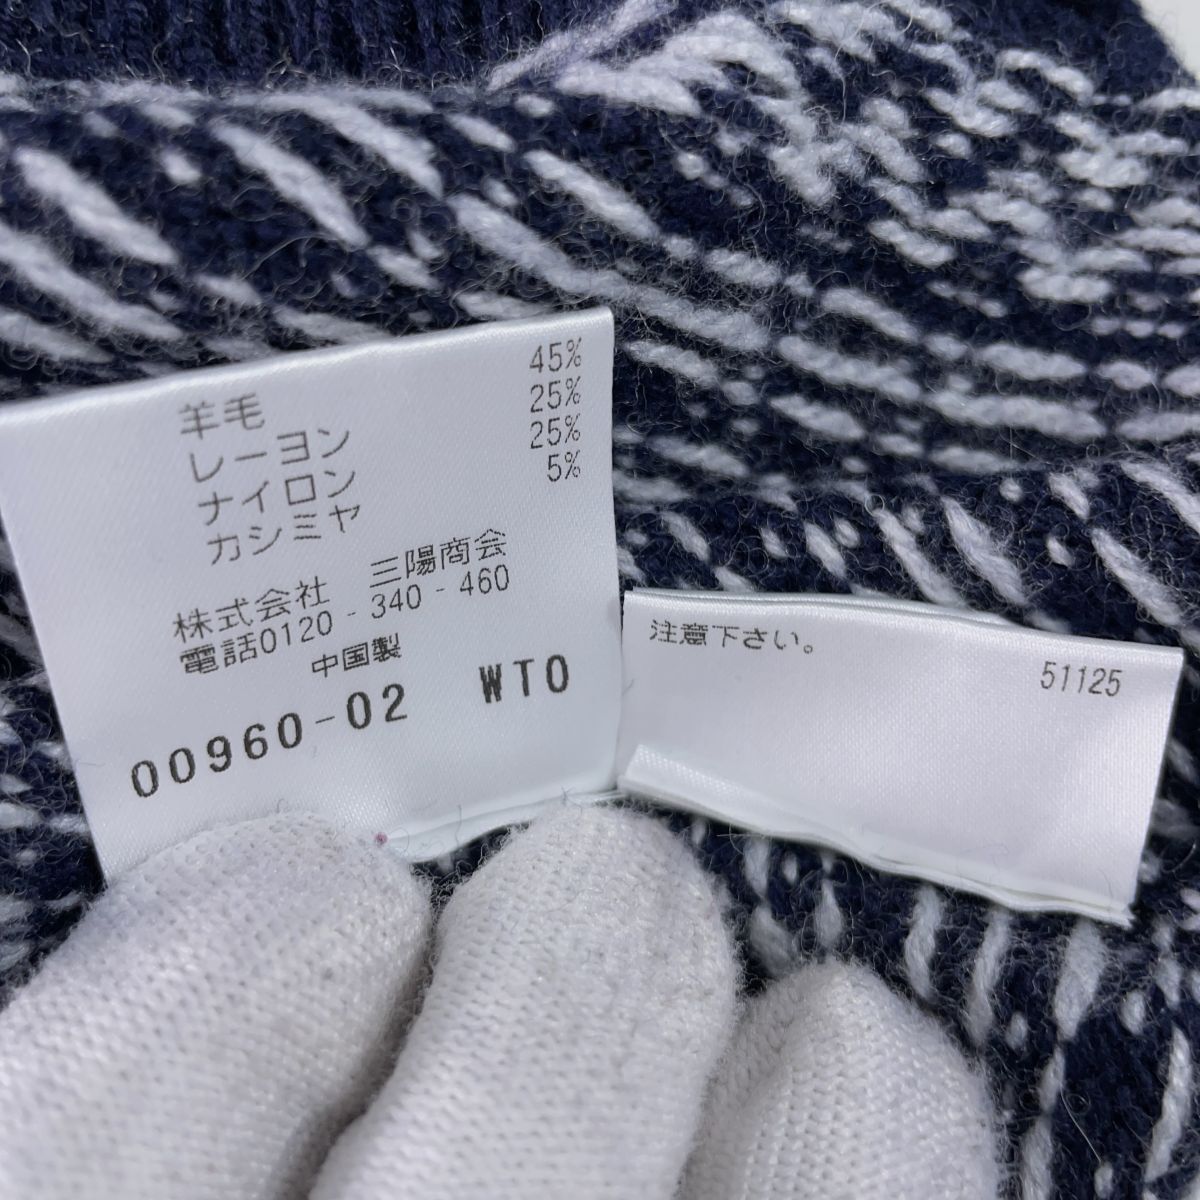 羊毛 45%
レーヨン 25%
ナイロン 25%
カシミヤ 5%
株式会社 三陽商会
電話0120-340-460
中国製
00960-02 WTO
注意下さい。
51125